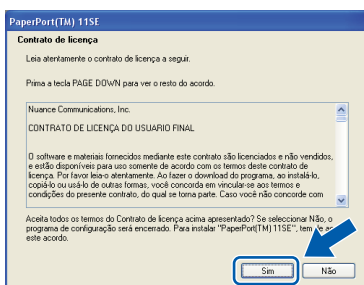 PaperPort(TM) 11SE
Contrato de licença
Leia atentamente o contrato de licença a seguir.
Prima a tecla PAGE DOWN para ver o resto do acordo.
Nuance Communications, Inc.
CONTRATO DE LICENÇA DO USUARIO FINAL
O software e materiais fornecidos mediante este contrato são licenciados e não vendidos,
e estão disponíveis para uso somente de acordo com os termos deste contrato de
licença. Por favor leia-o atentamente. Ao fazer o download do programa, ao instalá-lo,
copiá-lo ou usá-lo de outras formas, você concorda em vincular-se aos termos e
condições do presente contrato, do qual se torna parte. Caso você não concorde com
Aceita todos os termos do Contrato de licença acima apresentado? Se seleccionar Não, o
programa de configuração será encerrado. Para instalar "PaperPort(TM) 11SE", tem de
este acordo.
Sim Não